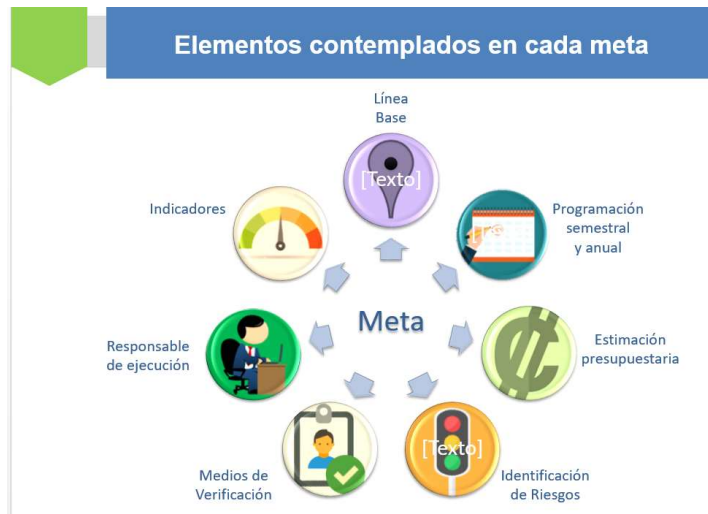 Elementos contemplados en cada meta
Línea
Base
[Texto]
Indicadores
Programación
semestral
y anual
Meta
Responsable
de ejecución
Estimación
presupuestaria
[Texto]
Medios de
Verificación
Identificación
de Riesgos